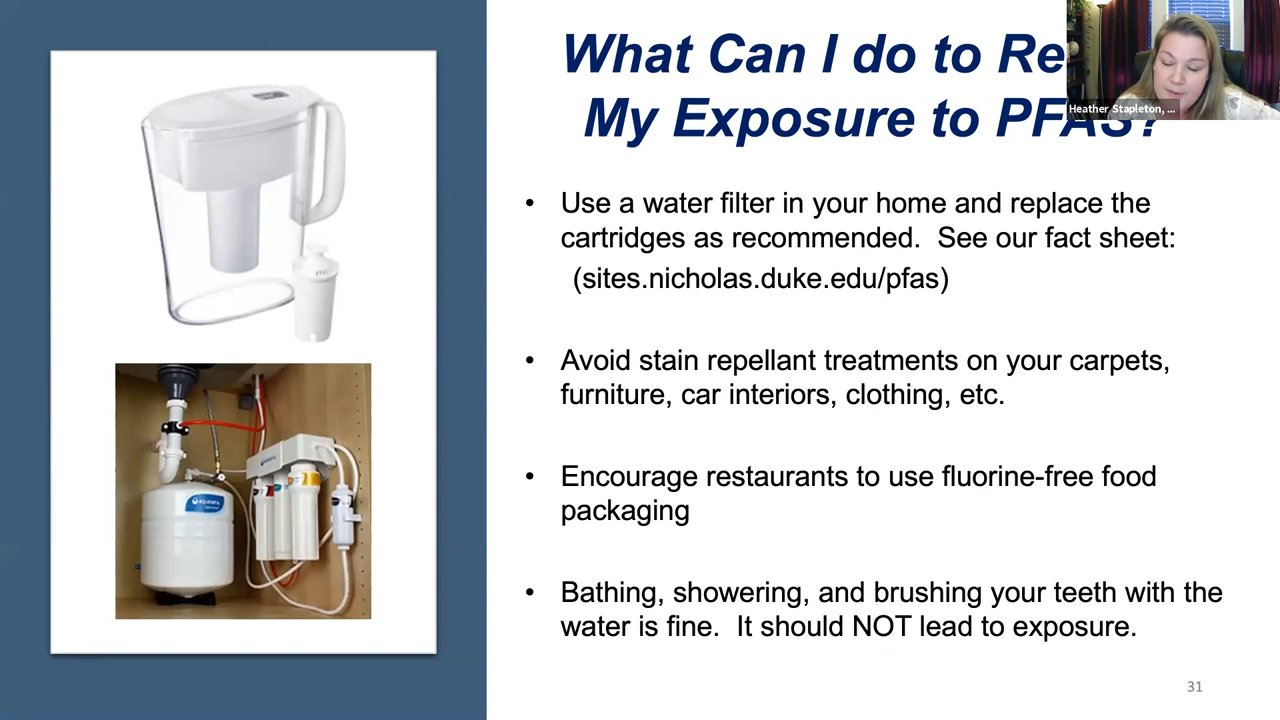 What Can I do to Re
My Exposure to PFAS?
Heather Stapleton, ...
• Use a water filter in your home and replace the
cartridges as recommended. See our fact sheet:
(sites.nicholas.duke.edu/pfas)
• Avoid stain repellant treatments on your carpets,
furniture, car interiors, clothing, etc.
• Encourage restaurants to use fluorine-free food
packaging
• Bathing, showering, and brushing your teeth with the
water is fine. It should NOT lead to exposure.
31